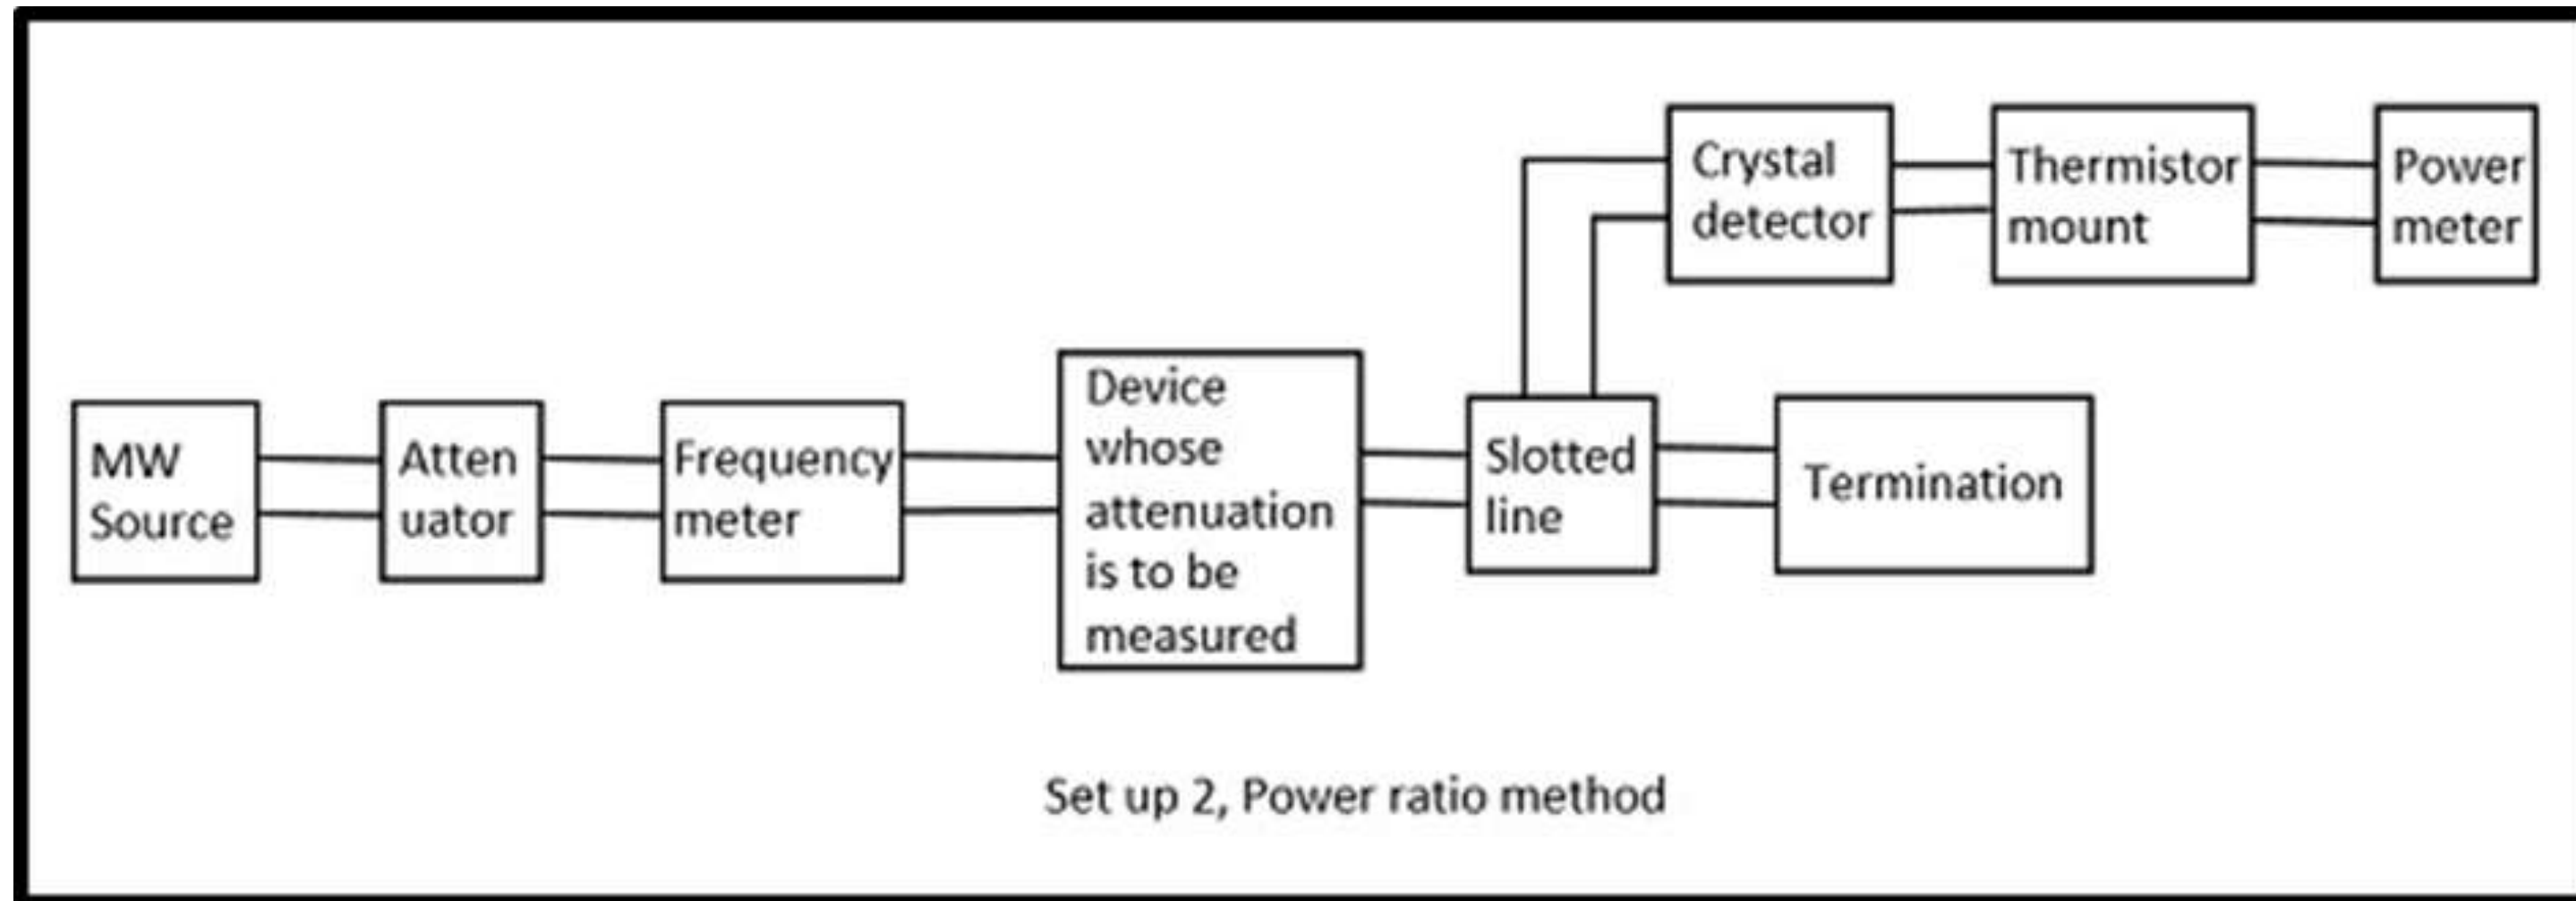 MW
Source
Atten
uator
Frequency
meter
Device
whose
attenuation
is to be
measured
Slotted
line
Termination
Crystal
detector
Thermistor
mount
Power
meter
Set up 2, Power ratio method